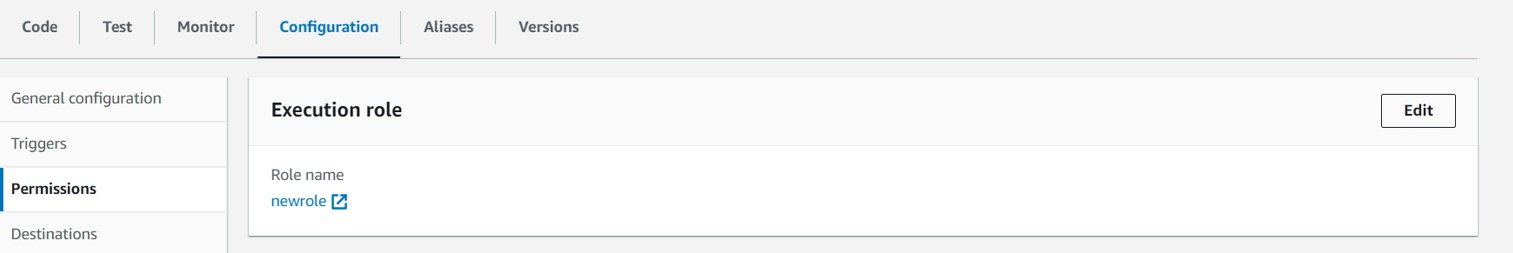 Code Test Monitor Configuration Aliases Versions
General configuration
Triggers
Permissions
Destinations
Execution role
Edit
Role name
newrole